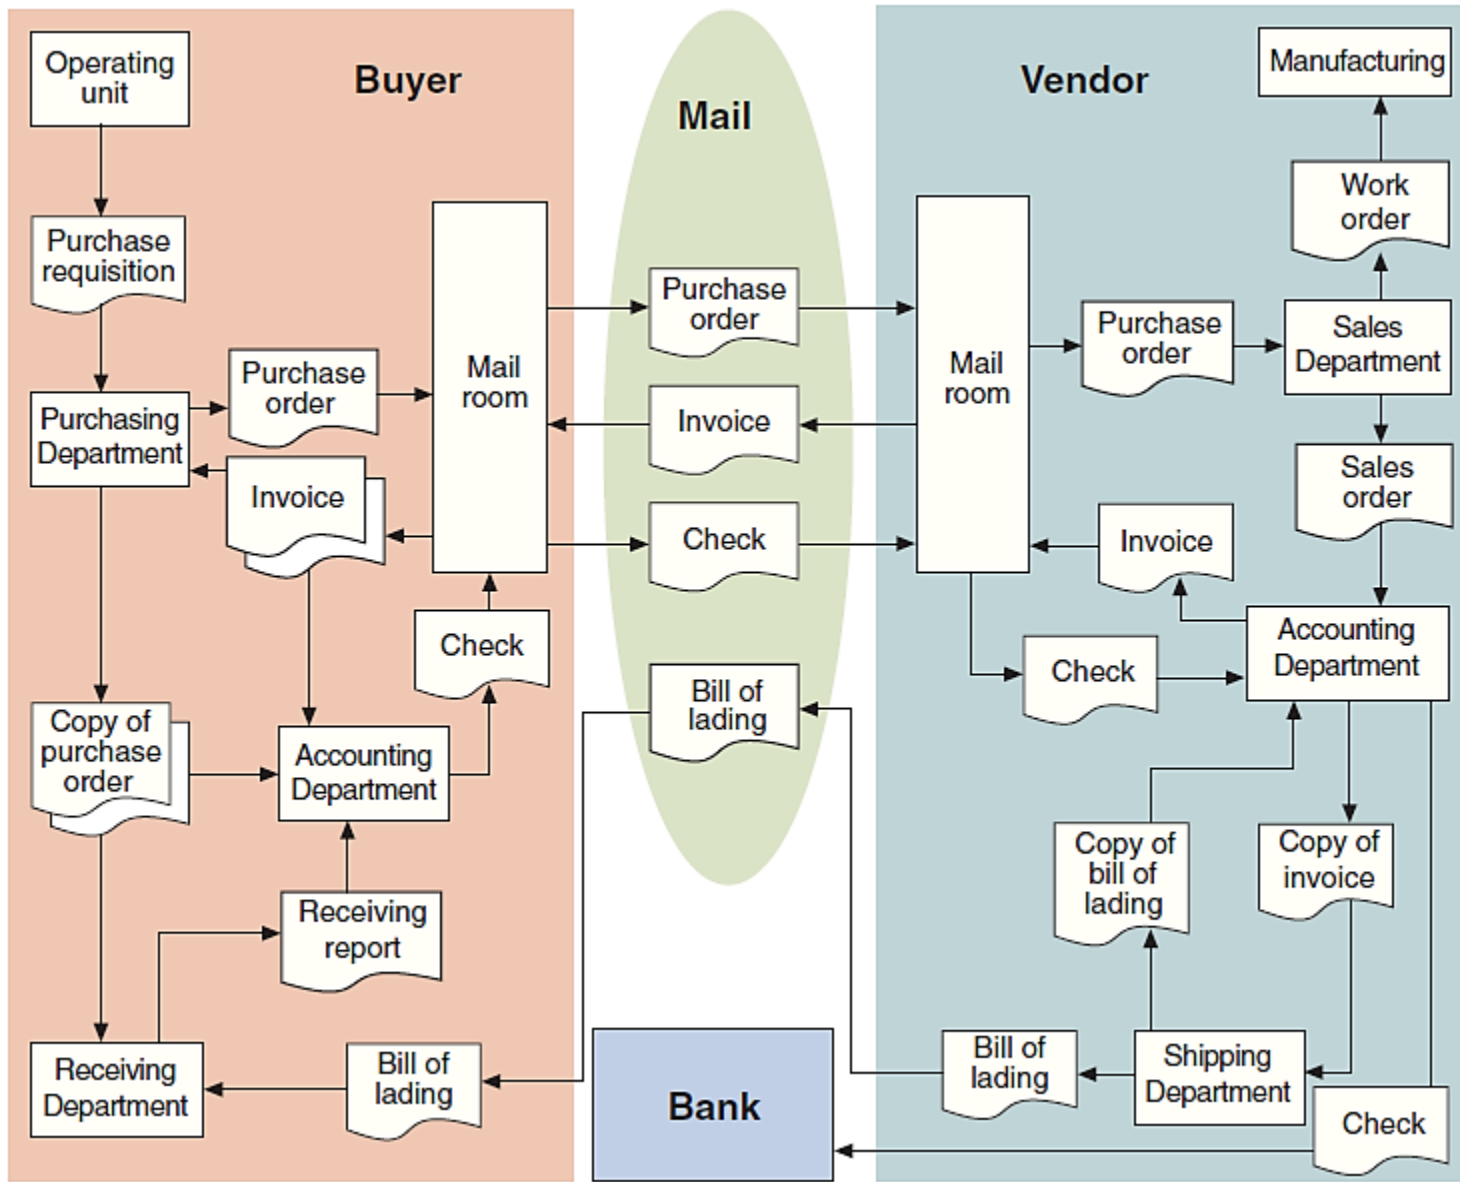 Operating
unit
Buyer
Purchase
requisition
Purchasing
Department
Purchase
order
Invoice
Mail
room
Check
Copy of
purchase
order
Accounting
Department
Receiving
report
Receiving
Department
Bill of
lading
Mail
Purchase
order
Invoice
Check
Bill of
lading
Bank
Vendor
Manufacturing
Work
order
Mail
room
Purchase
order
Sales
Department
Sales
order
Invoice
Accounting
Department
Check
Copy of
bill of
lading
Copy of
invoice
Bill of
lading
Shipping
Department
Check